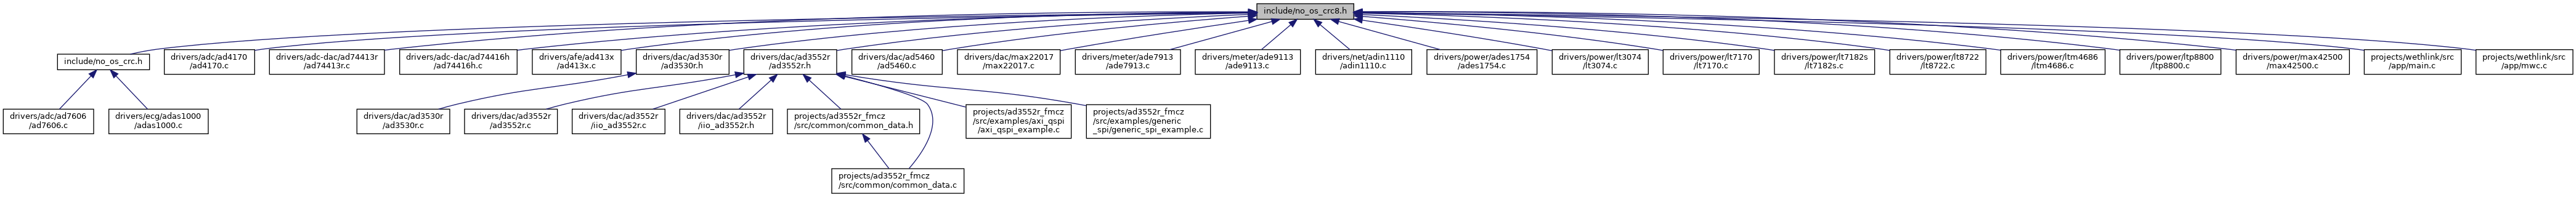 include/no_os_crc8.h
include/no_os_crc.h
drivers/adc/ad4170
/ad4170.c
drivers/adc-dac/ad74413r
/ad74413r.c
drivers/adc-dac/ad74416h
/ad74416h.c
drivers/afe/ad413x
/ad413x.c
drivers/dac/ad3530r
/ad3530r.h
drivers/dac/ad3552r
/ad3552r.h
drivers/dac/ad5460
/ad5460.c
drivers/dac/max22017
/max22017.c
drivers/meter/ade7913
/ade7913.c
drivers/meter/ade9113
/ade9113.c
drivers/net/adin1110
/adin1110.c
drivers/power/ades1754
/ades1754.c
drivers/power/lt3074
/lt3074.c
drivers/power/lt7170
/lt7170.c
drivers/power/lt7182s
/lt7182s.c
drivers/power/lt8722
/lt8722.c
drivers/power/ltm4686
/ltm4686.c
drivers/power/ltp8800
/ltp8800.c
drivers/power/max42500
/max42500.c
projects/wethlink/src
/app/main.c
projects/wethlink/src
/app/mwc.c
drivers/adc/ad7606
/ad7606.c
drivers/ecg/adas1000
/adas1000.c
drivers/dac/ad3530r
/ad3530r.c
drivers/dac/ad3552r
/ad3552r.c
drivers/dac/ad3552r
/iio_ad3552r.c
drivers/dac/ad3552r
/iio_ad3552r.h
projects/ad3552r_fmcz
/src/common/common_data.h
projects/ad3552r_fmcz
/src/examples/axi_qspi
/axi_qspi_example.c
projects/ad3552r_fmcz
/src/examples/generic
_spi/generic_spi_example.c
projects/ad3552r_fmcz
/src/common/common_data.c